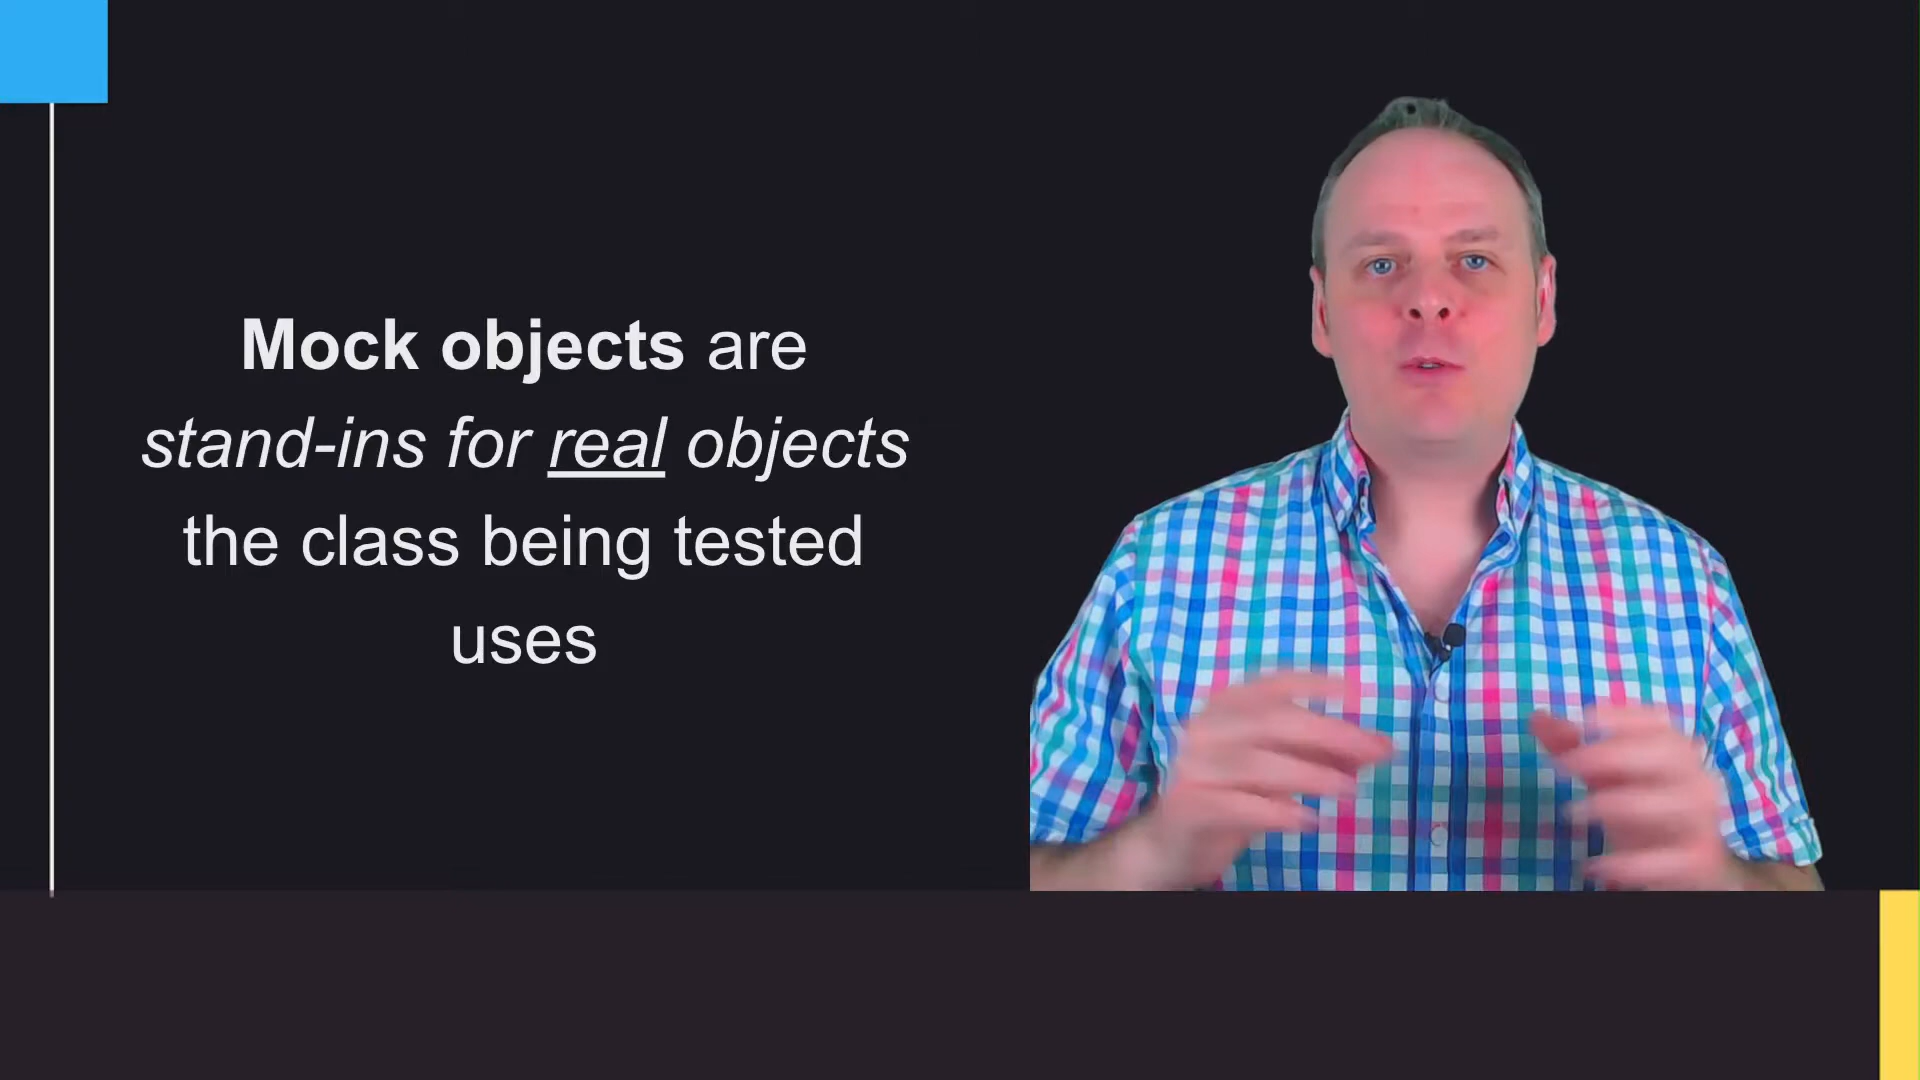 Mock objects are
stand-ins for real objects
the class being tested
uses